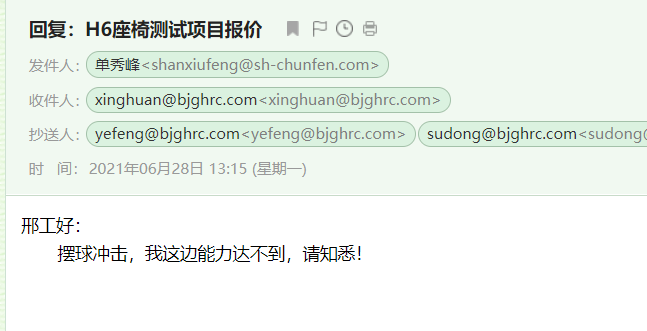 回复：H6座椅测试项目报价
发件人：单秀峰<shanxiufeng@sh-chunfen.com>
收件人：xinghuan@bjghrc.com<xinghuan@bjghrc.com>
抄送人：yefeng@bjghrc.com<yefeng@bjghrc.com> sudong@bjghrc.com<sudong@
时 间：2021年06月28日 13:15 (星期一)
邢工好：
摆球冲击，我这边能力达不到，请知悉！